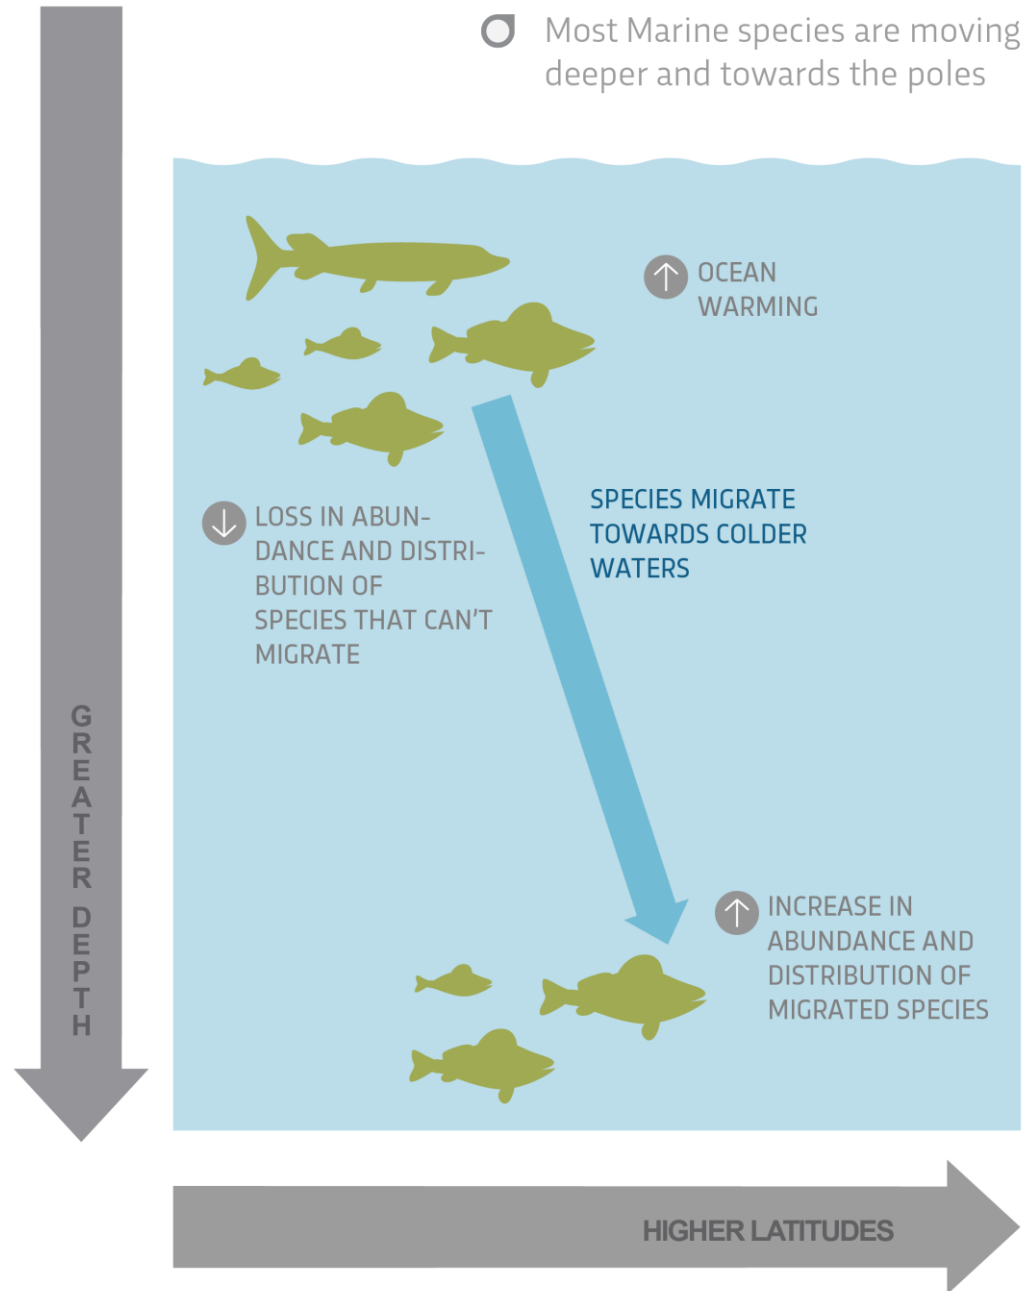 Most Marine species are moving
deeper and towards the poles
OCEAN
WARMING
LOSS IN ABUN-
DANCE AND DISTRI-
BUTION OF
SPECIES THAT CAN'T
MIGRATE
SPECIES MIGRATE
TOWARDS COLDER
WATERS
GREATER DEPTH
INCREASE IN
ABUNDANCE AND
DISTRIBUTION OF
MIGRATED SPECIES
HIGHER LATITUDES